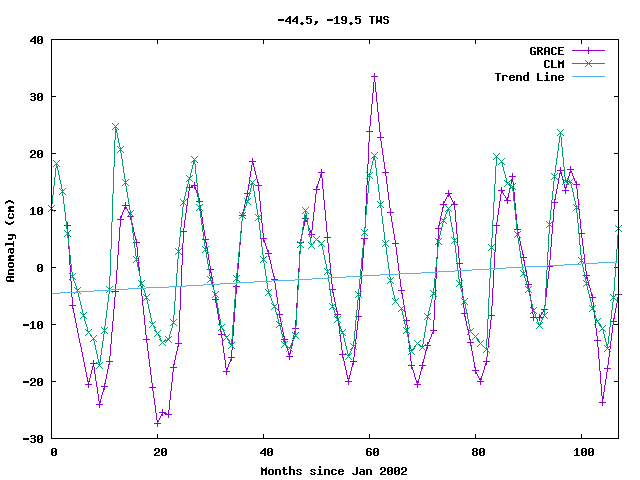 -44.5, -19.5 TWS
GRACE
CLM
Trend Line
40
30
20
10
0
-10
-20
-30
Anomaly (cm)
0 20 40 60 80 100
Months since Jan 2002